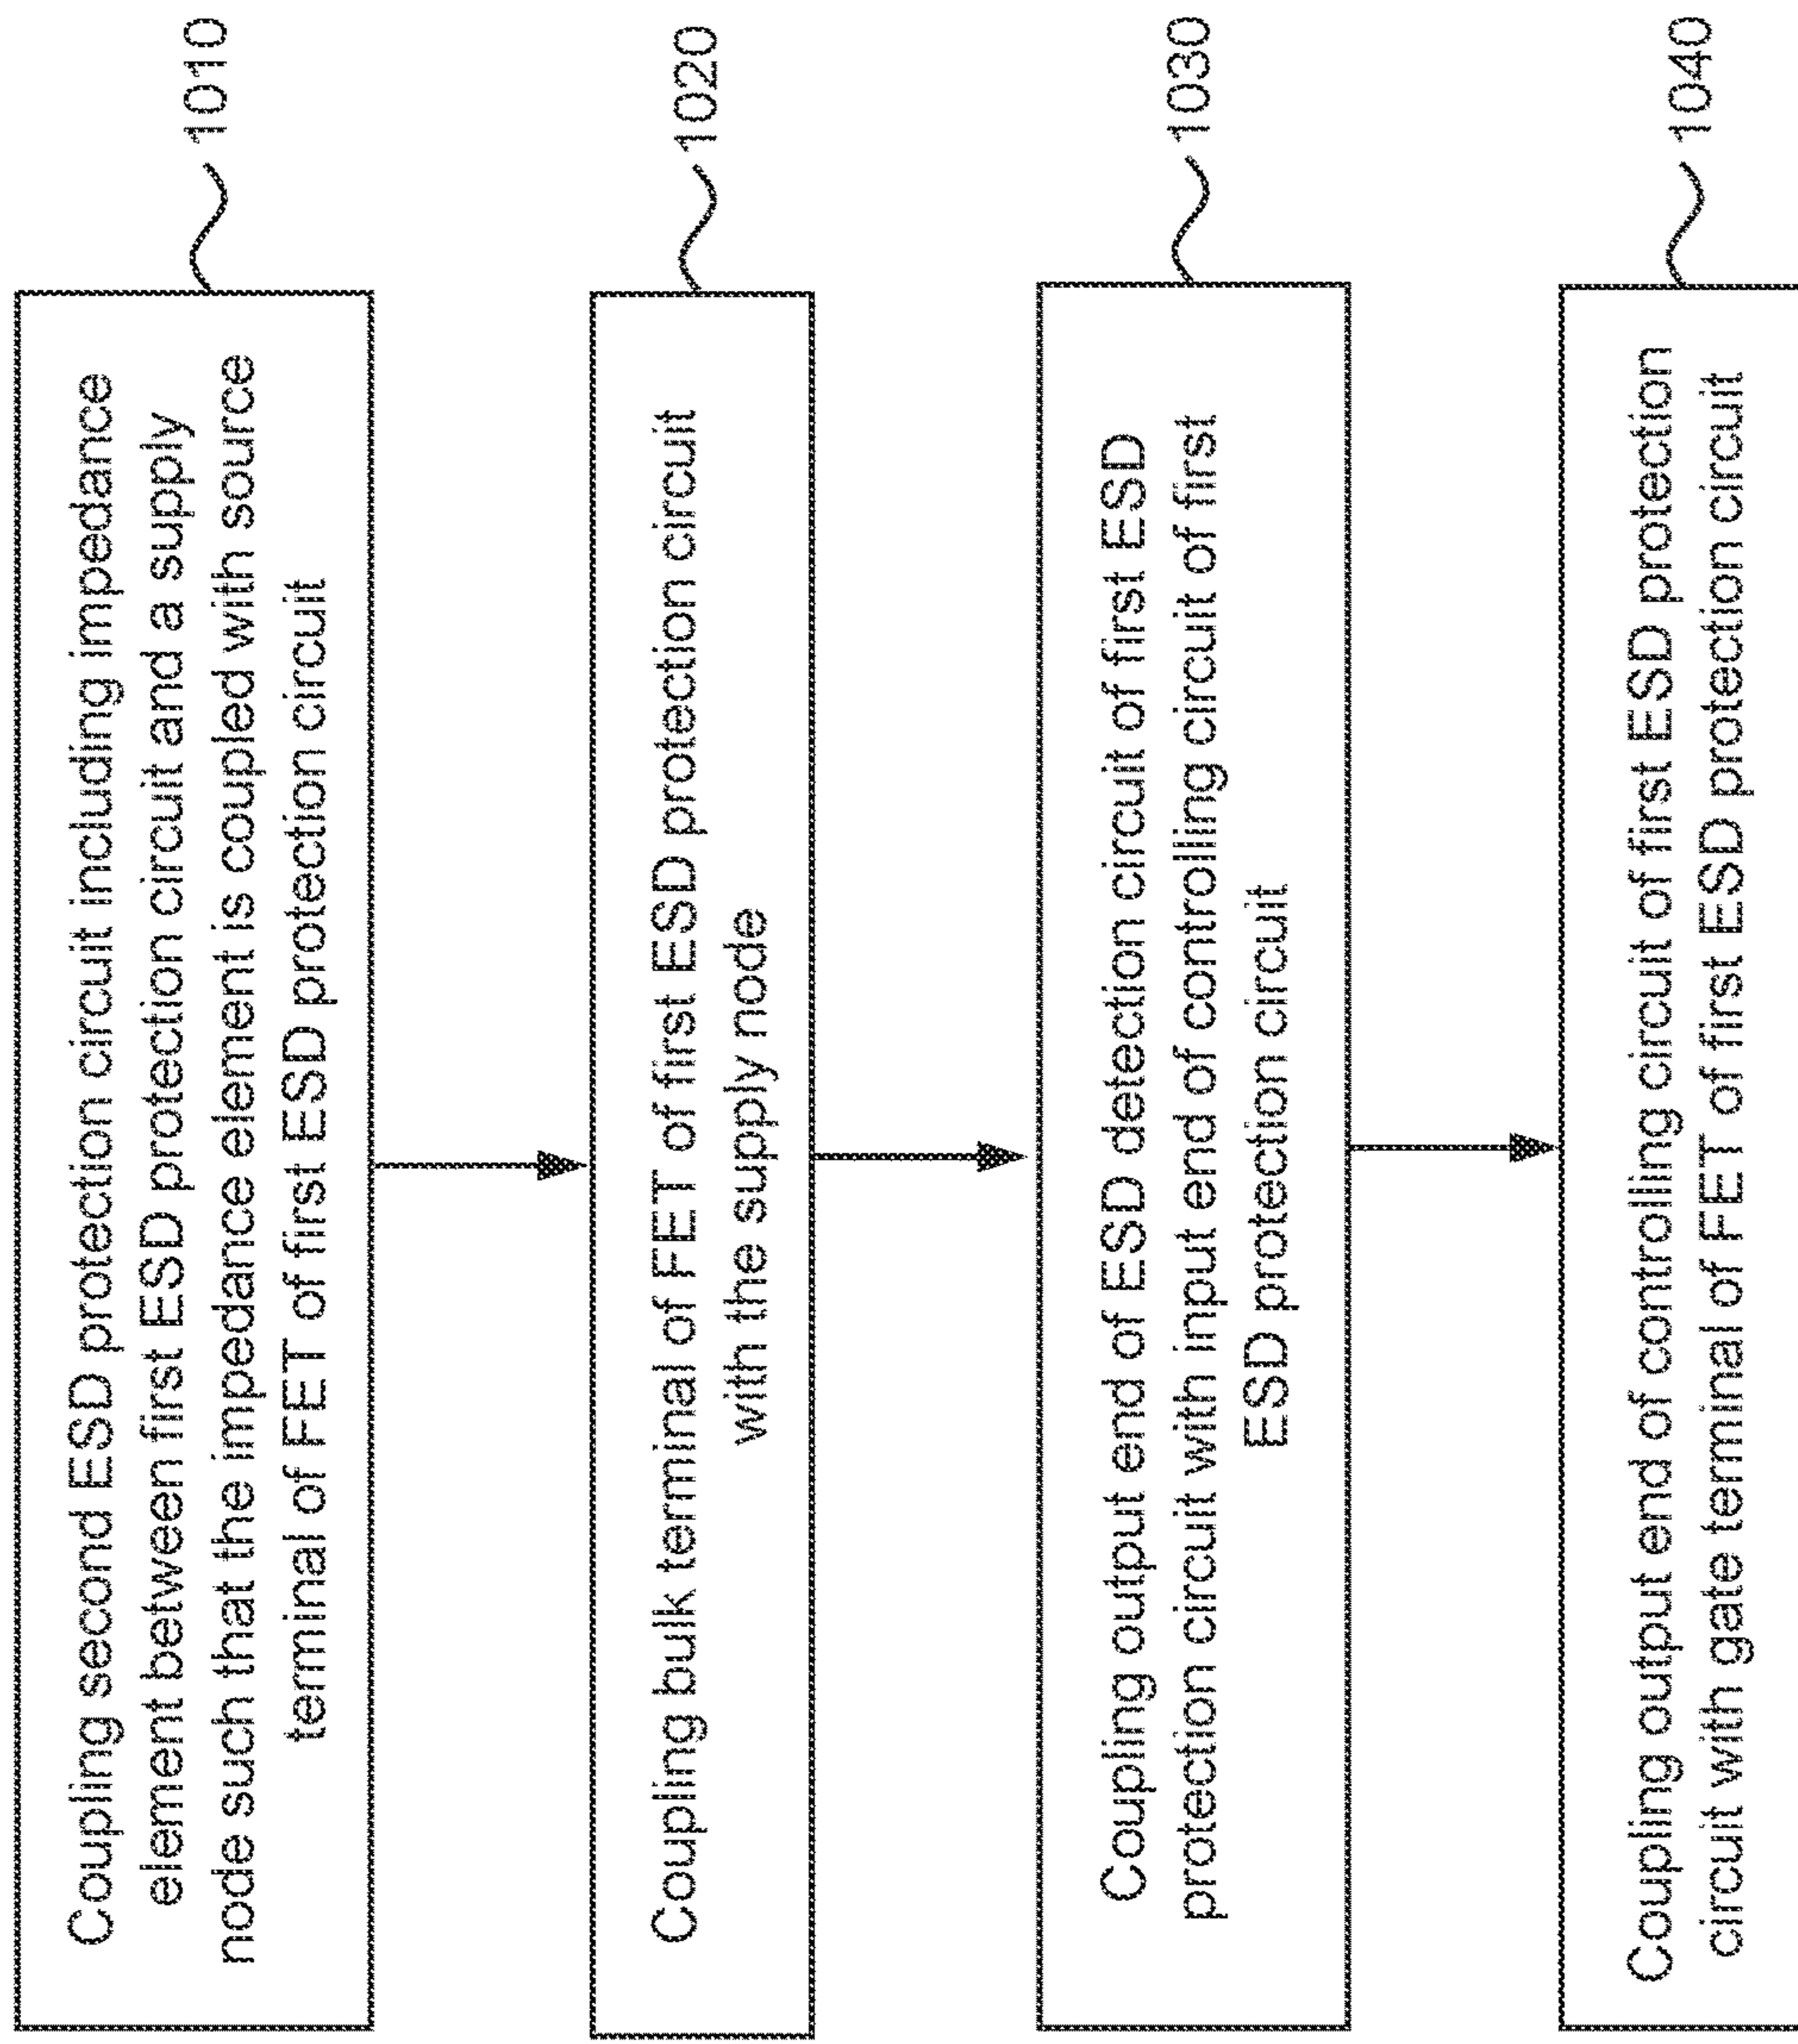 Coupling second ESD protection circuit including impedance
element between first ESD protection circuit and a supply
node such that the impedance element is coupled with source
terminal of FET of first ESD protection circuit
1010
Coupling bulk terminal of FET of first ESD protection circuit
with the supply node
1020
Coupling output end of ESD detection circuit of first ESD
protection circuit with input end of controlling circuit of first
ESD protection circuit
1030
Coupling output end of controlling circuit of first ESD protection
circuit with gate terminal of FET of first ESD protection circuit
1040